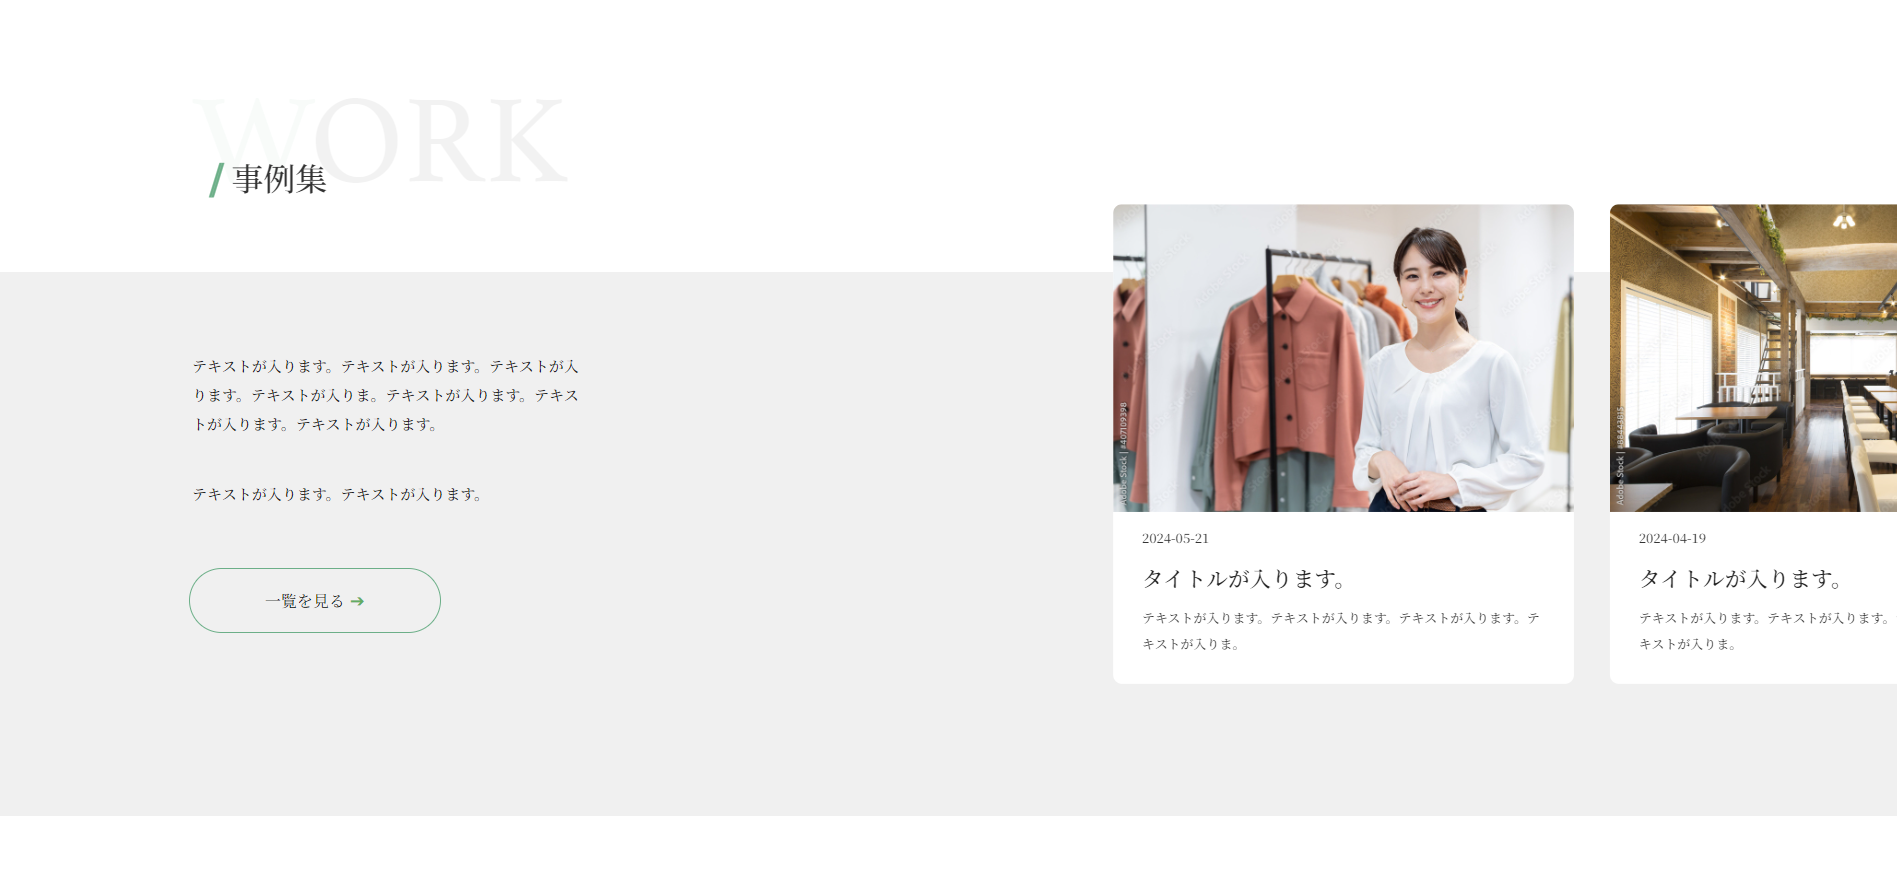 WORK
/ 事例集
テキストが入ります。テキストが入ります。テキストが入
ります。テキストが入りま。テキストが入ります。テキス
トが入ります。テキストが入ります。
テキストが入ります。テキストが入ります。
一覧を見る ➔
Adobe Stock | #407109398
2024-05-21
タイトルが入ります。
テキストが入ります。テキストが入ります。テキストが入ります。テ
キストが入りま。
Adobe Stock |
2024-04-19
タイトルが入ります。
テキストが入ります。テキストが入ります。
キストが入りま。